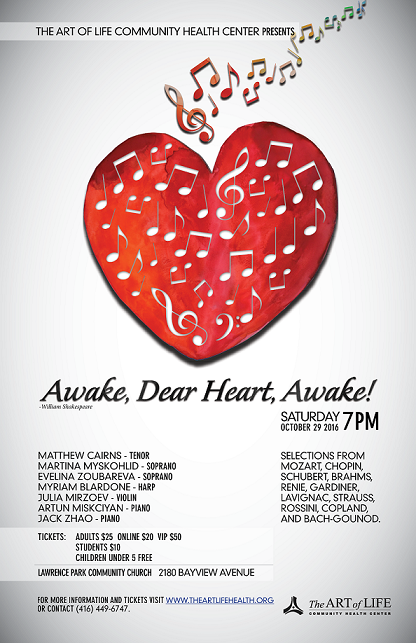 THE ART OF LIFE COMMUNITY HEALTH CENTER PRESENTS
Awake, Dear Heart, Awake!
-William Shakespeare
SATURDAY
OCTOBER 29 2016 7PM
MATTHEW CAIRNS - TENOR
MARTINA MYSKOHLID - SOPRANO
EVELINA ZOUBAREVA - SOPRANO
MYRIAM BLARDONE - HARP
JULIA MIRZOEV - VIOLIN
ARTUN MISKCIYAN - PIANO
JACK ZHAO - PIANO
SELECTIONS FROM
MOZART, CHOPIN,
SCHUBERT, BRAHMS,
RENIE, GARDINER,
LAVIGNAC, STRAUSS,
ROSSINI, COPLAND,
AND BACH-GOUNOD.
TICKETS: ADULTS $25 ONLINE $20 VIP $50
STUDENTS $10
CHILDREN UNDER 5 FREE
LAWRENCE PARK COMMUNITY CHURCH 2180 BAYVIEW AVENUE
FOR MORE INFORMATION AND TICKETS VISIT WWW.THEARTLIFEHEALTH.ORG
OR CONTACT (416) 449-6747.
The ART of LIFE
COMMUNITY HEALTH CENTER